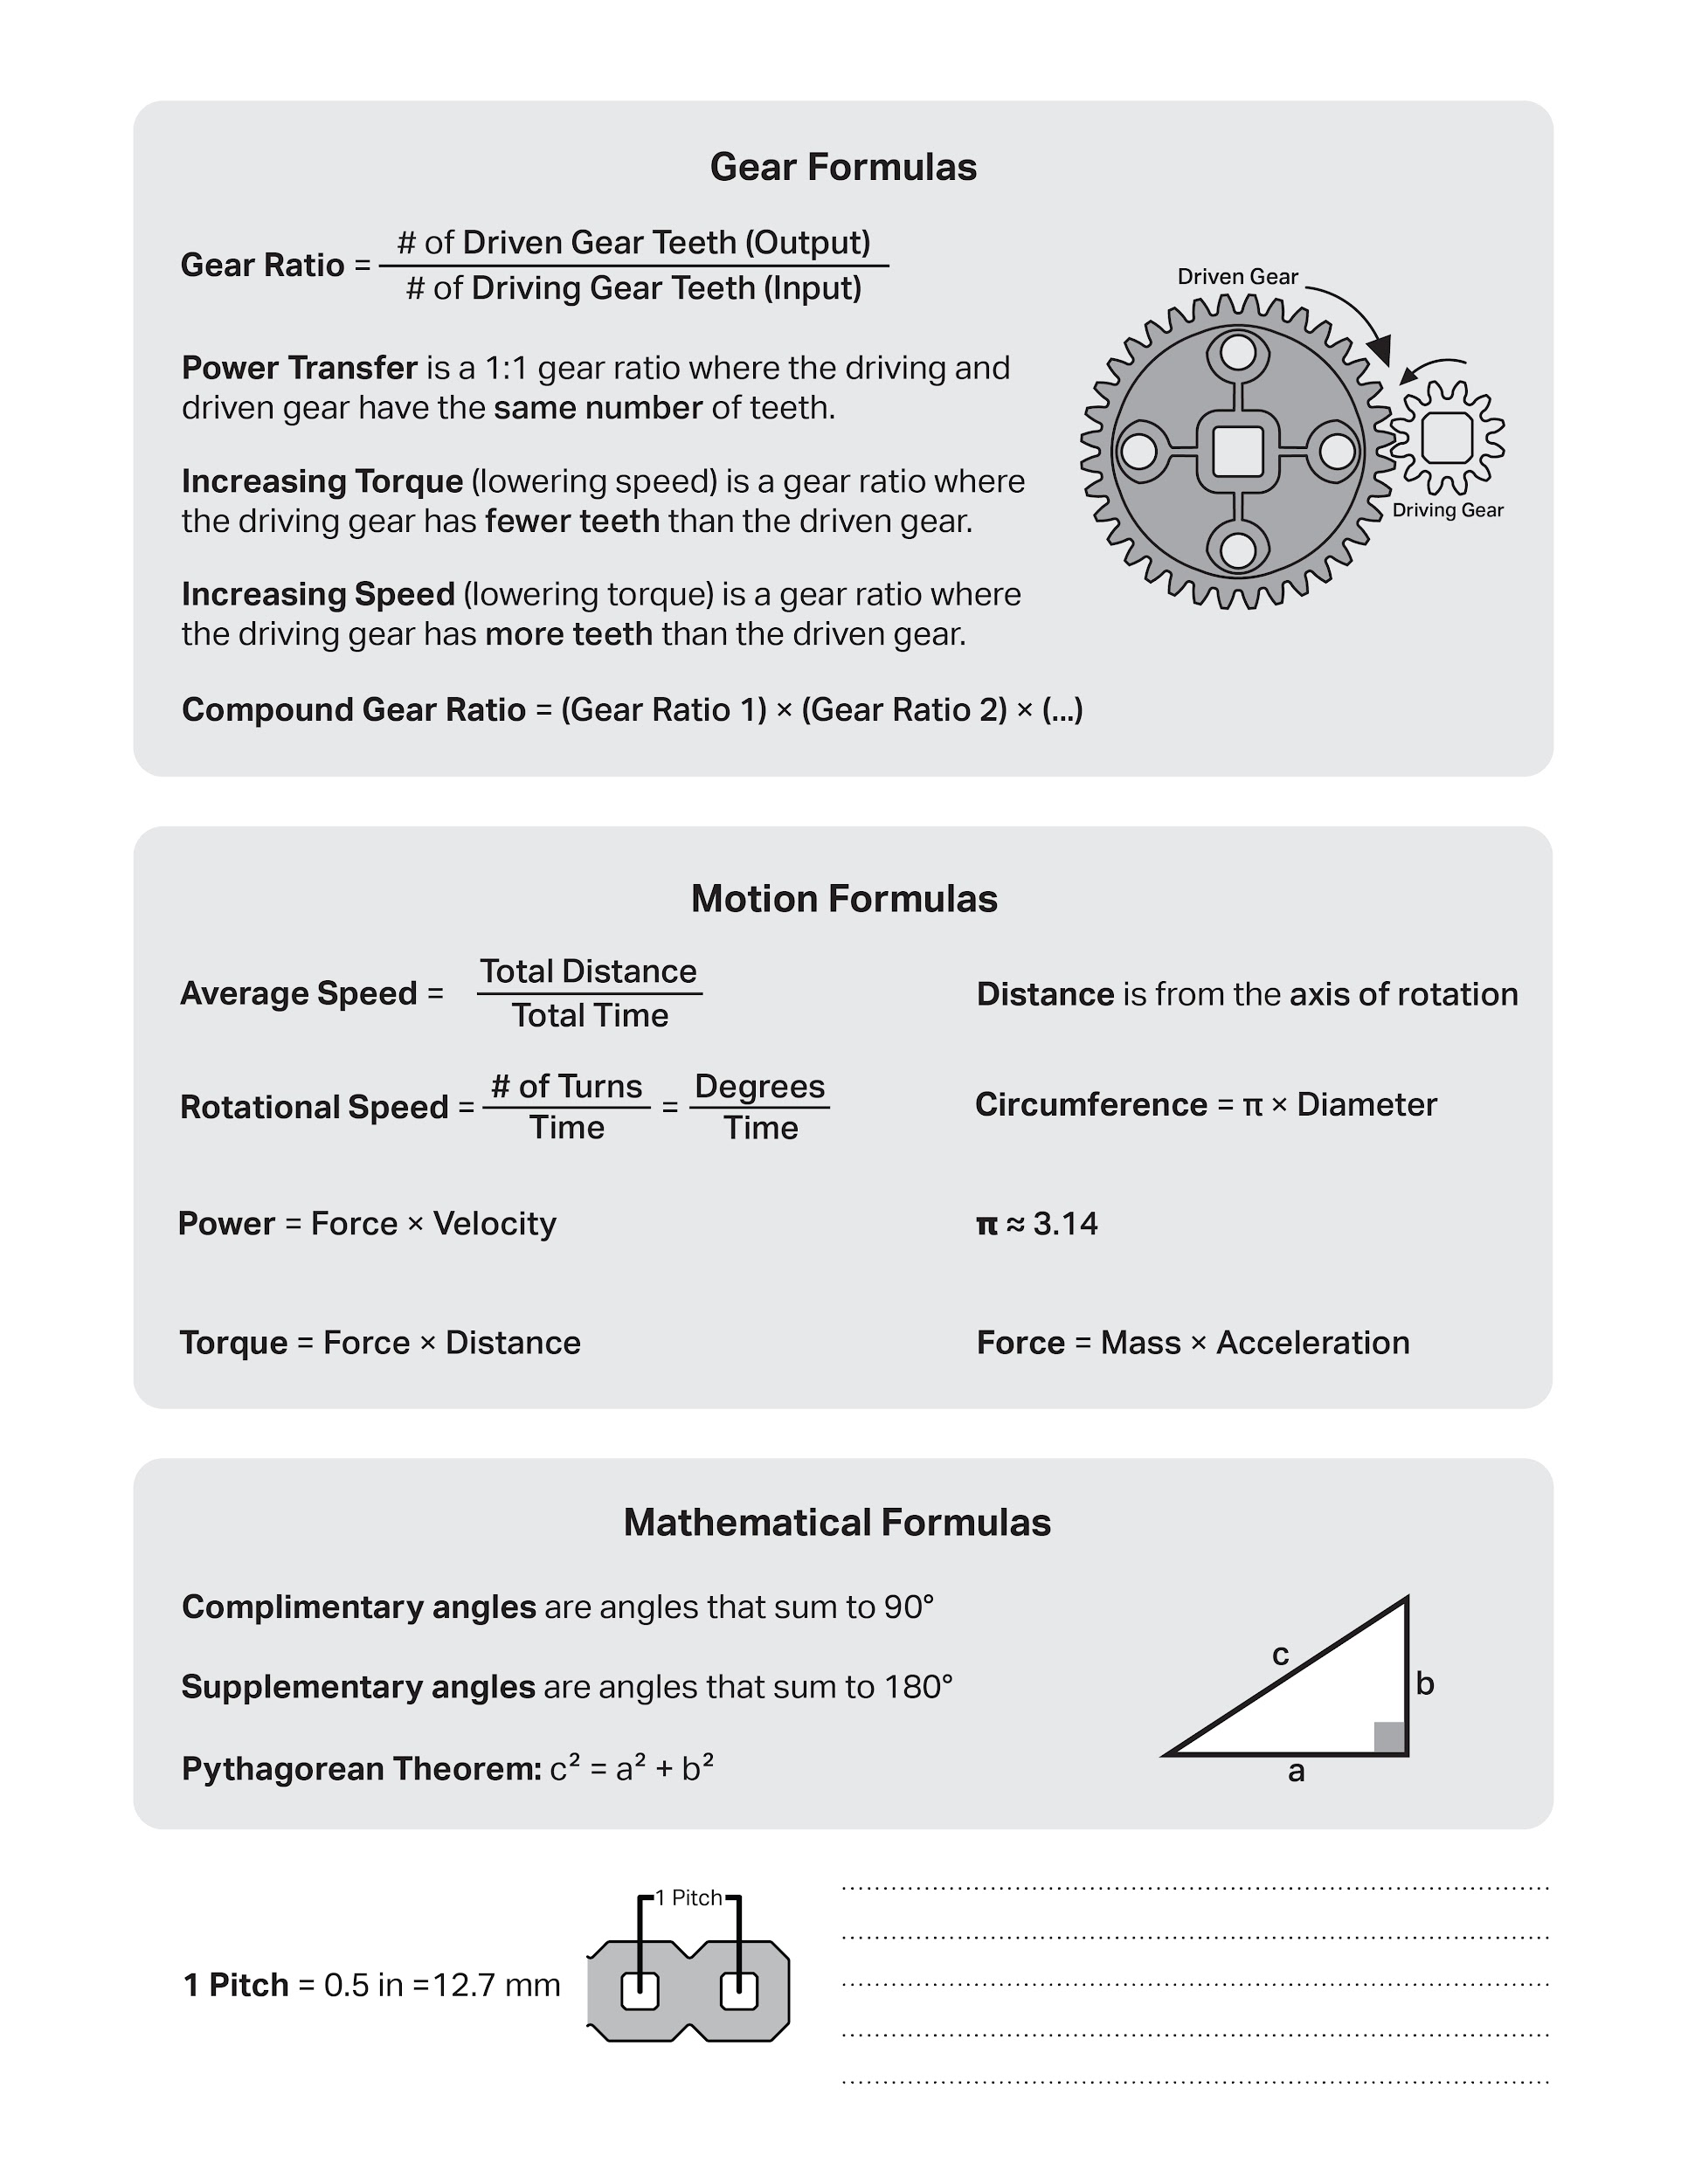 Gear Formulas
Gear Ratio = # of Driven Gear Teeth (Output)
# of Driving Gear Teeth (Input)
Driven Gear
Power Transfer is a 1:1 gear ratio where the driving and
driven gear have the same number of teeth.
Increasing Torque (lowering speed) is a gear ratio where
the driving gear has fewer teeth than the driven gear.
Driving Gear
Increasing Speed (lowering torque) is a gear ratio where
the driving gear has more teeth than the driven gear.
Compound Gear Ratio = (Gear Ratio 1) × (Gear Ratio 2) × (...)
Motion Formulas
Average Speed = Total Distance
Total Time
Distance is from the axis of rotation
Rotational Speed = # of Turns = Degrees
Time Time
Circumference = π × Diameter
Power = Force × Velocity
π ≈ 3.14
Torque = Force × Distance
Force = Mass × Acceleration
Mathematical Formulas
Complimentary angles are angles that sum to 90°
Supplementary angles are angles that sum to 180°
Pythagorean Theorem: c² = a² + b²
c
b
a
1 Pitch
1 Pitch = 0.5 in =12.7 mm